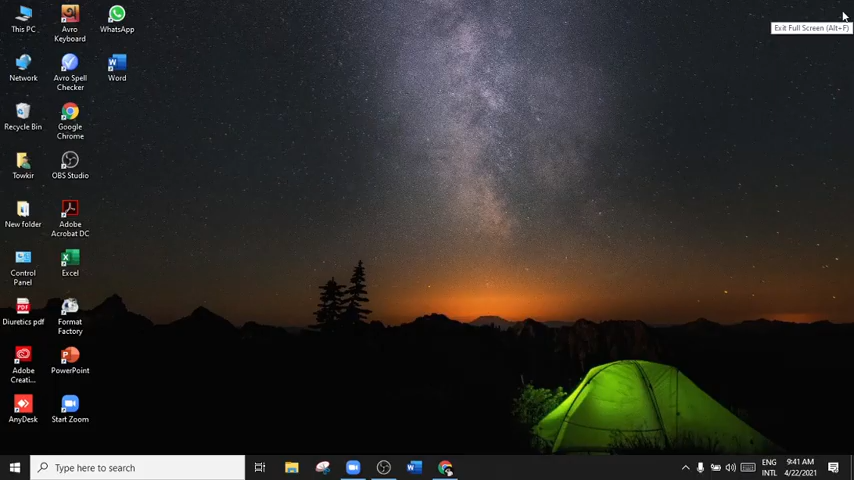 This PC
Avro
Keyboard
WhatsApp
Exit Full Screen (Alt+F)
Network
Avro Spell
Checker
Word
Recycle Bin
Google
Chrome
Towkir
OBS Studio
New folder
Adobe
Acrobat DC
Control
Panel
Excel
Diuretics pdf
Format
Factory
Adobe
Creati...
PowerPoint
AnyDesk
Start Zoom
Type here to search
ENG
INTL
9:41 AM
4/22/2021